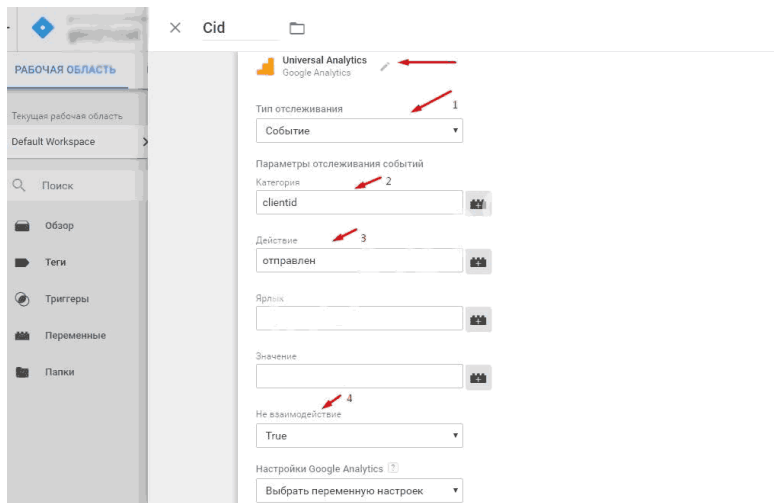 Cid
РАБОЧАЯ ОБЛАСТЬ
Текущая рабочая область
Default Workspace
Поиск
Обзор
Теги
Триггеры
Переменные
Папки
Universal Analytics
Google Analytics
Тип отслеживания
1
Событие
Параметры отслеживания событий
Категория
2
clientid
Действие
3
отправлен
Ярлык
Значение
4
Не взаимодействие
True
Настройки Google Analytics ?
Выбрать переменную настроек